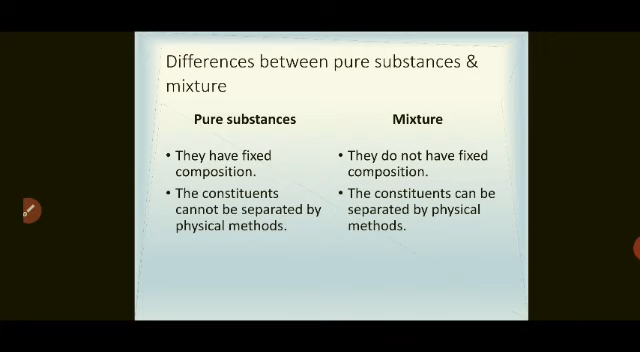 Differences between pure substances &
mixture
Pure substances
• They have fixed
composition.
• The constituents
cannot be separated by
physical methods.
Mixture
• They do not have fixed
composition.
• The constituents can be
separated by physical
methods.